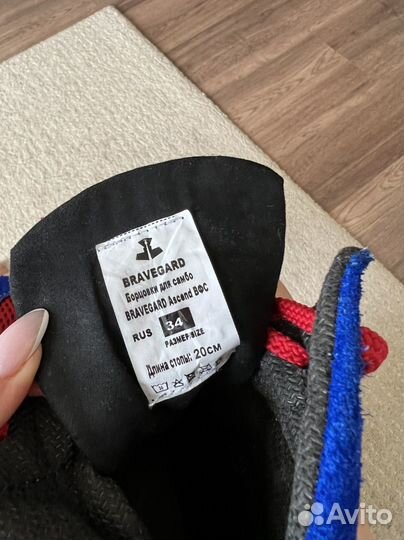 BRAVEGARD
Борцовки для самбо
BRAVEGARD Ascend ВФС
RUS 34
РАЗМЕР/SIZE
Длина стопы: 20см
Avito